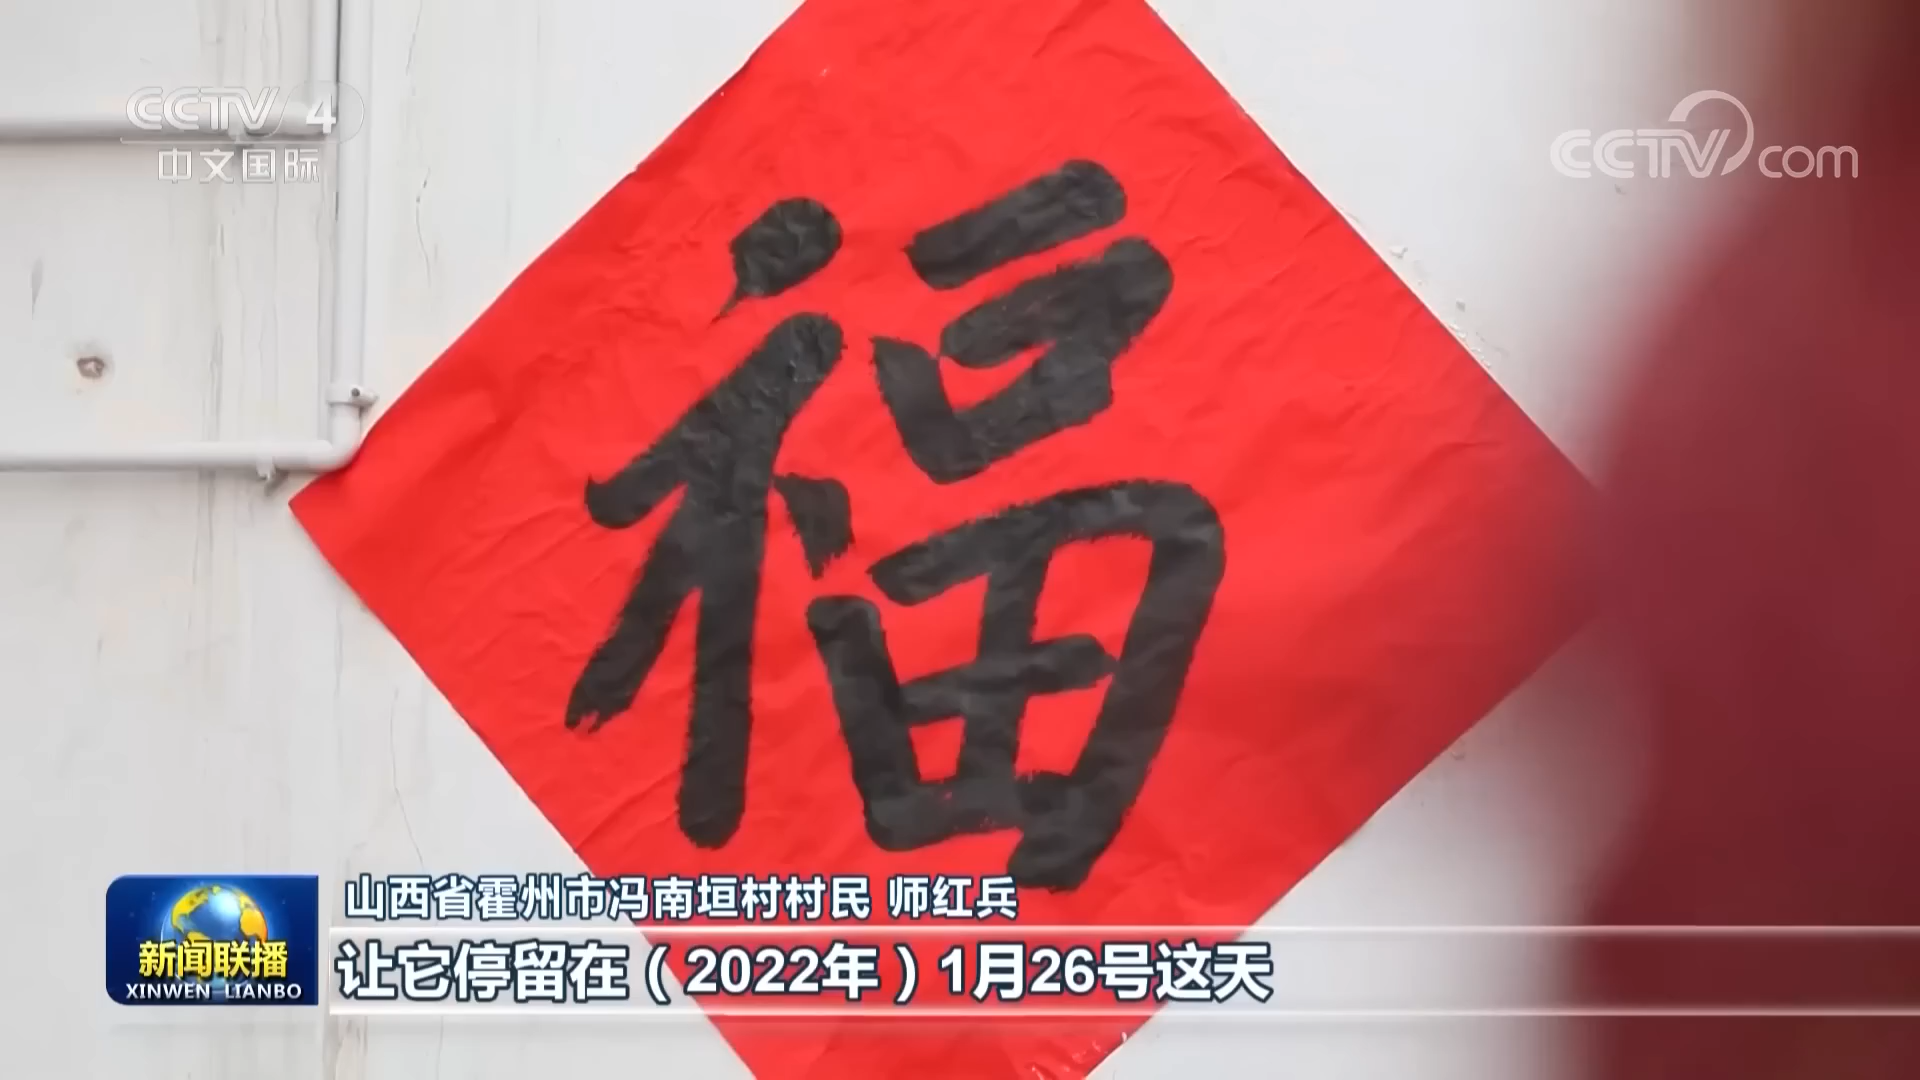 CCTV 4
中文国际
CCTV com
福
山西省霍州市冯南垣村村民 师红兵
新闻联播
XINWEN LIANBO
让它停留在（2022年）1月26号这天